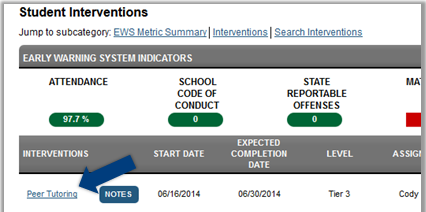 Student Interventions
Jump to subcategory: EWS Metric Summary | Interventions | Search Interventions
EARLY WARNING SYSTEM INDICATORS
ATTENDANCE SCHOOL CODE OF CONDUCT STATE REPORTABLE OFFENSES MA
97.7 % 0 0
INTERVENTIONS START DATE EXPECTED COMPLETION DATE LEVEL ASSIG
Peer Tutoring NOTES 06/16/2014 06/30/2014 Tier 3 Cody